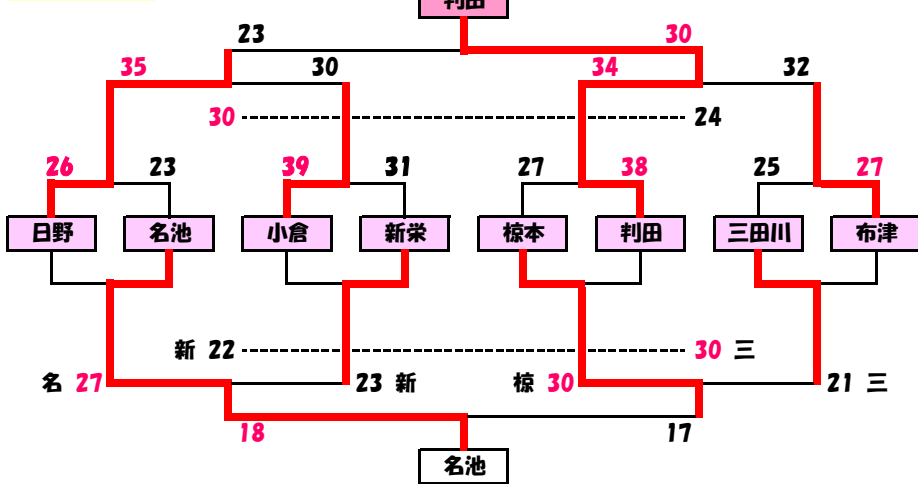 判田
23 30
35 30 34 32
30 24
26 23 39 31 27 38 25 27
日野 名池 小倉 新栄 椋本 判田 三田川 布津
新 22 30 三
名 27 23 新 椋 30 21 三
18 17
名池